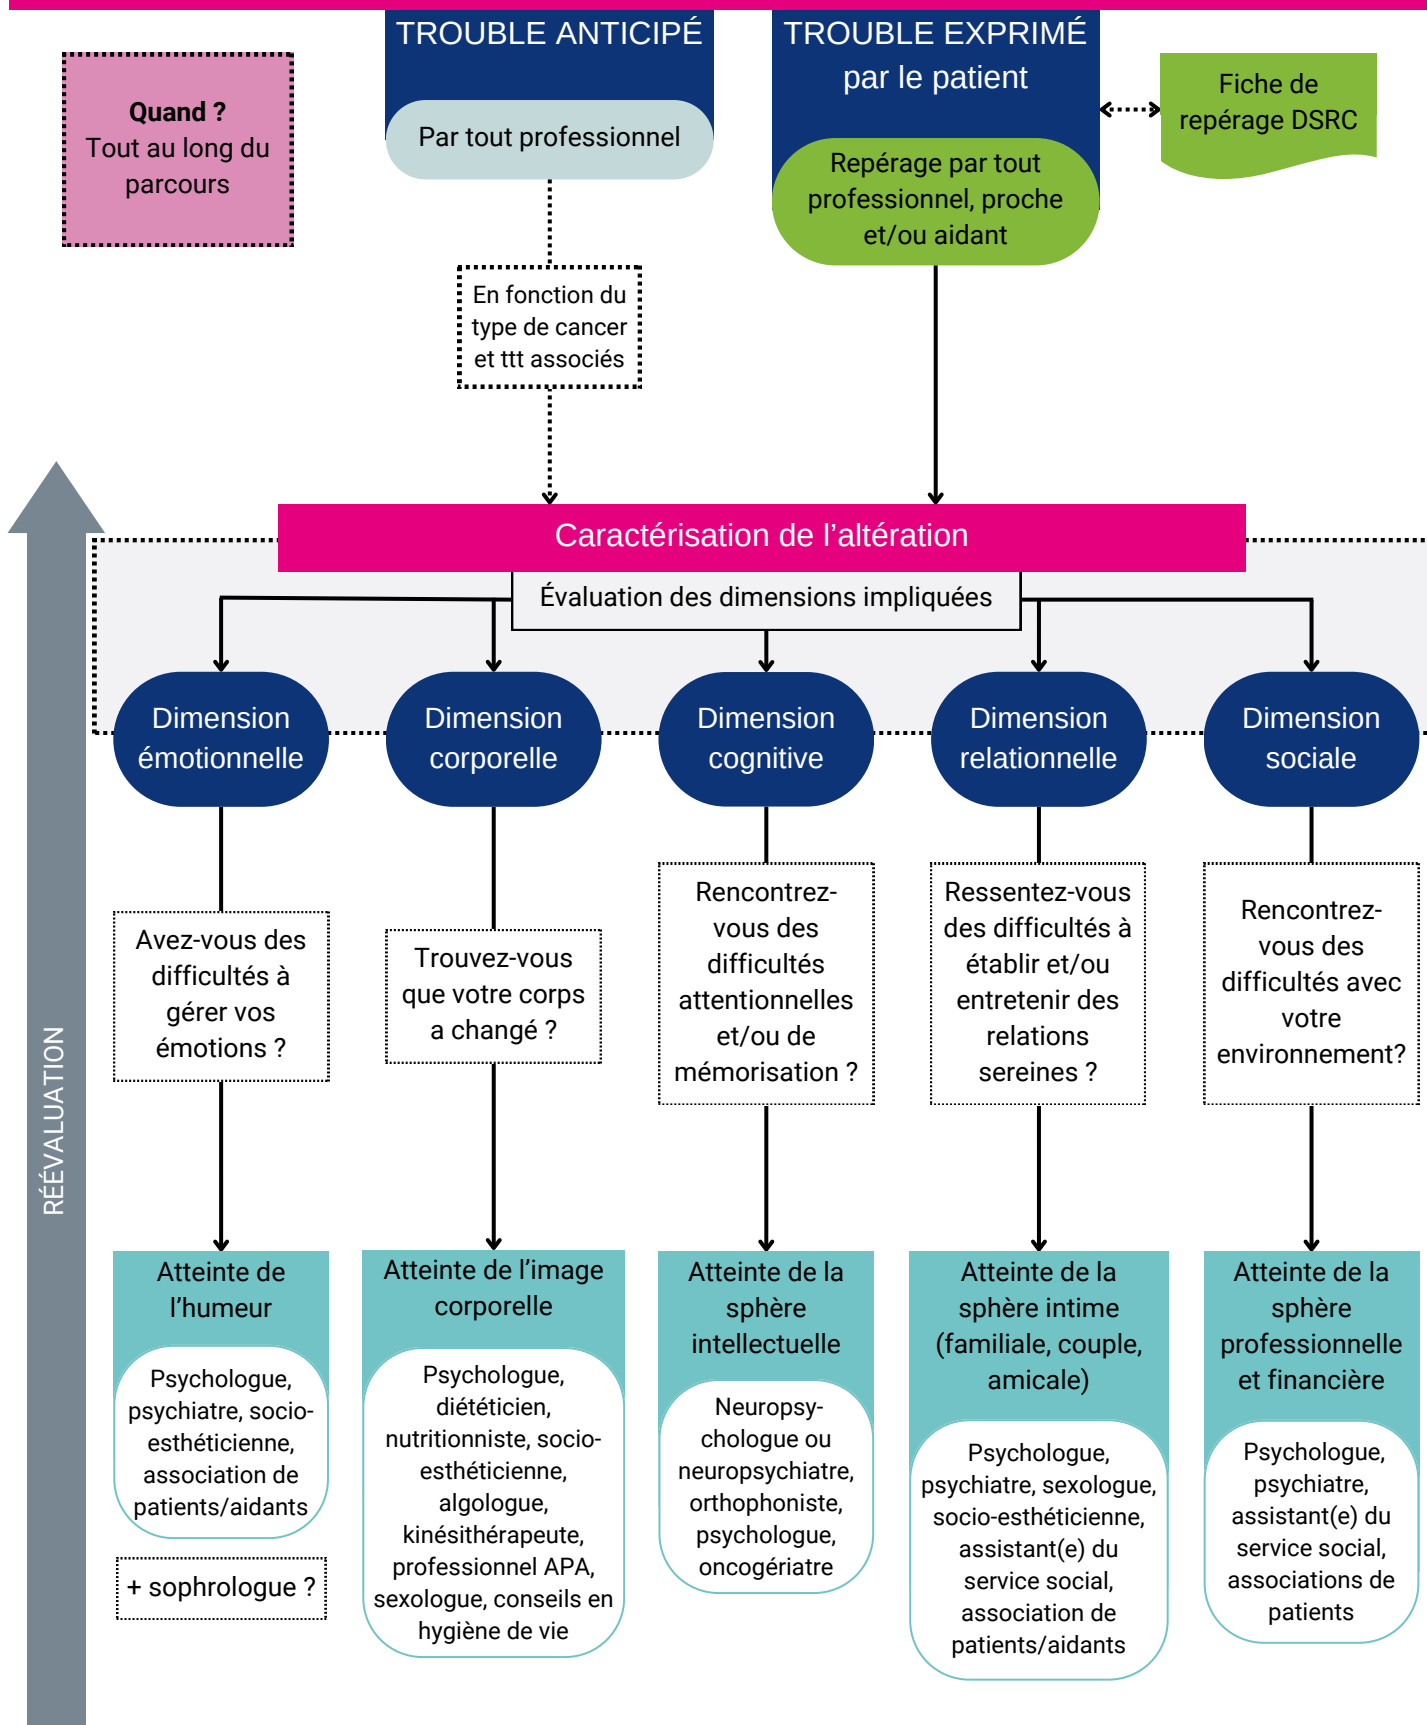 TROUBLE ANTICIPÉ
Par tout professionnel
TROUBLE EXPRIMÉ
par le patient
Repérage par tout
professionnel, proche
et/ou aidant
Fiche de
repérage DSRC
Quand ?
Tout au long du
parcours
En fonction du
type de cancer
et ttt associés
Caractérisation de l’altération
Évaluation des dimensions impliquées
RÉÉVALUATION
Dimension
émotionnelle
Dimension
corporelle
Dimension
cognitive
Dimension
relationnelle
Dimension
sociale
Avez-vous des
difficultés à
gérer vos
émotions ?
Trouvez-vous
que votre corps
a changé ?
Rencontrez-
vous des
difficultés
attentionnelles
et/ou de
mémorisation ?
Ressentez-vous
des difficultés à
établir et/ou
entretenir des
relations
sereines ?
Rencontrez-
vous des
difficultés avec
votre
environnement?
Atteinte de
l’humeur
Psychologue,
psychiatre, socio-
esthéticienne,
association de
patients/aidants
+ sophrologue ?
Atteinte de l’image
corporelle
Psychologue,
diététicien,
nutritionniste, socio-
esthéticienne,
algologue,
kinésithérapeute,
professionnel APA,
sexologue, conseils en
hygiène de vie
Atteinte de la
sphère
intellectuelle
Neuropsy-
chologue ou
neuropsychiatre,
orthophoniste,
psychologue,
oncogériatre
Atteinte de la
sphère intime
(familiale, couple,
amicale)
Psychologue,
psychiatre, sexologue,
socio-esthéticienne,
assistant(e) du
service social,
association de
patients/aidants
Atteinte de la
sphère
professionnelle
et financière
Psychologue,
psychiatre,
assistant(e) du
service social,
associations de
patients